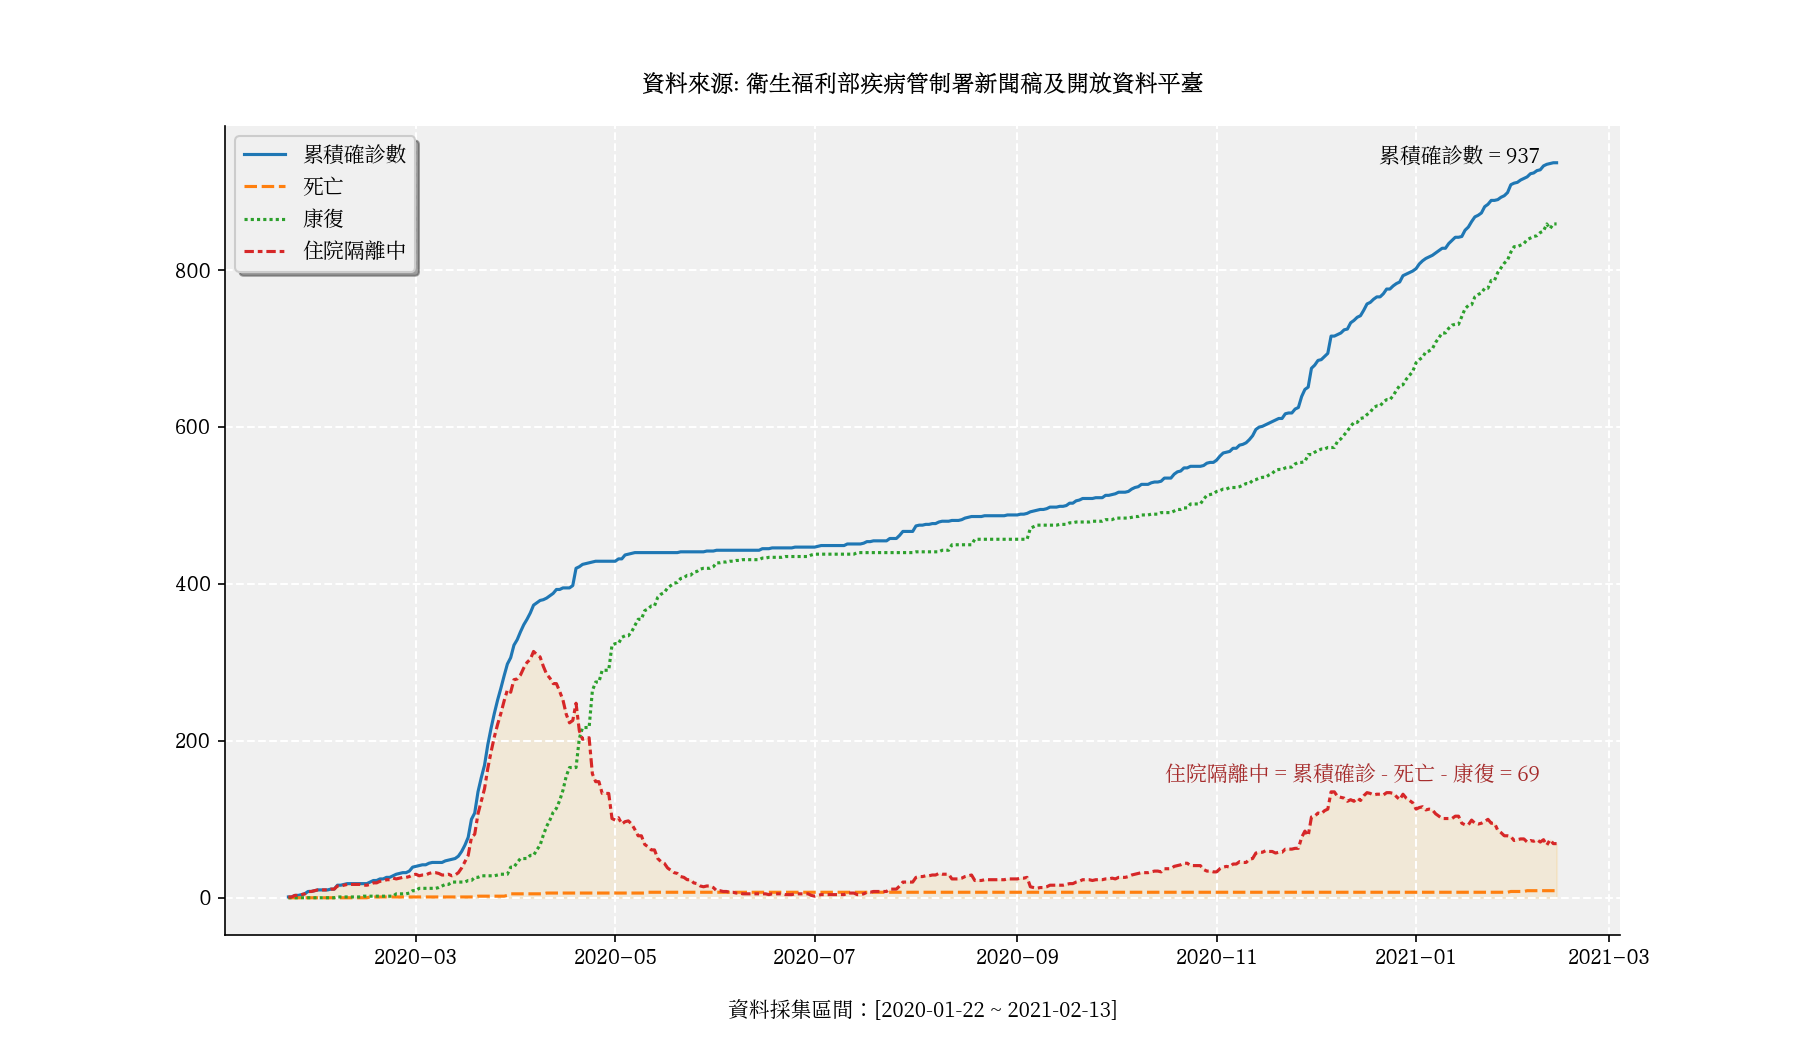 資料來源: 衛生福利部疾病管制署新聞稿及開放資料平臺
累積確診數
死亡
康復
住院隔離中
累積確診數 = 937
住院隔離中 = 累積確診 - 死亡 - 康復 = 69
800
600
400
200
0
2020−03
2020−05
2020−07
2020−09
2020−11
2021−01
2021−03
資料採集區間：[2020-01-22 ~ 2021-02-13]